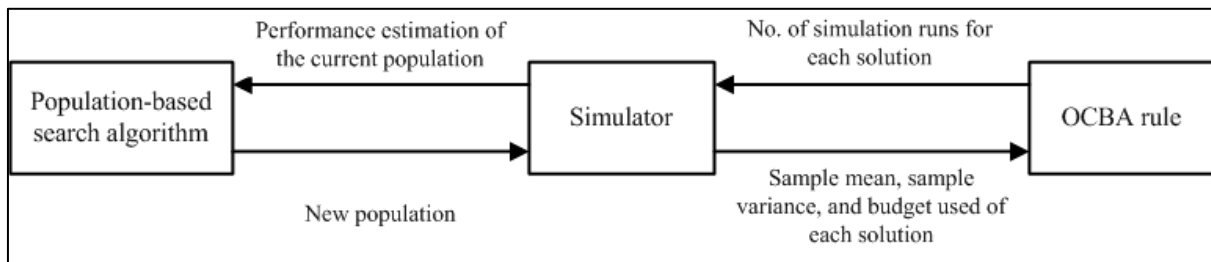 Performance estimation of
the current population
No. of simulation runs for
each solution
Population-based
search algorithm
Simulator
OCBA rule
New population
Sample mean, sample
variance, and budget used of
each solution